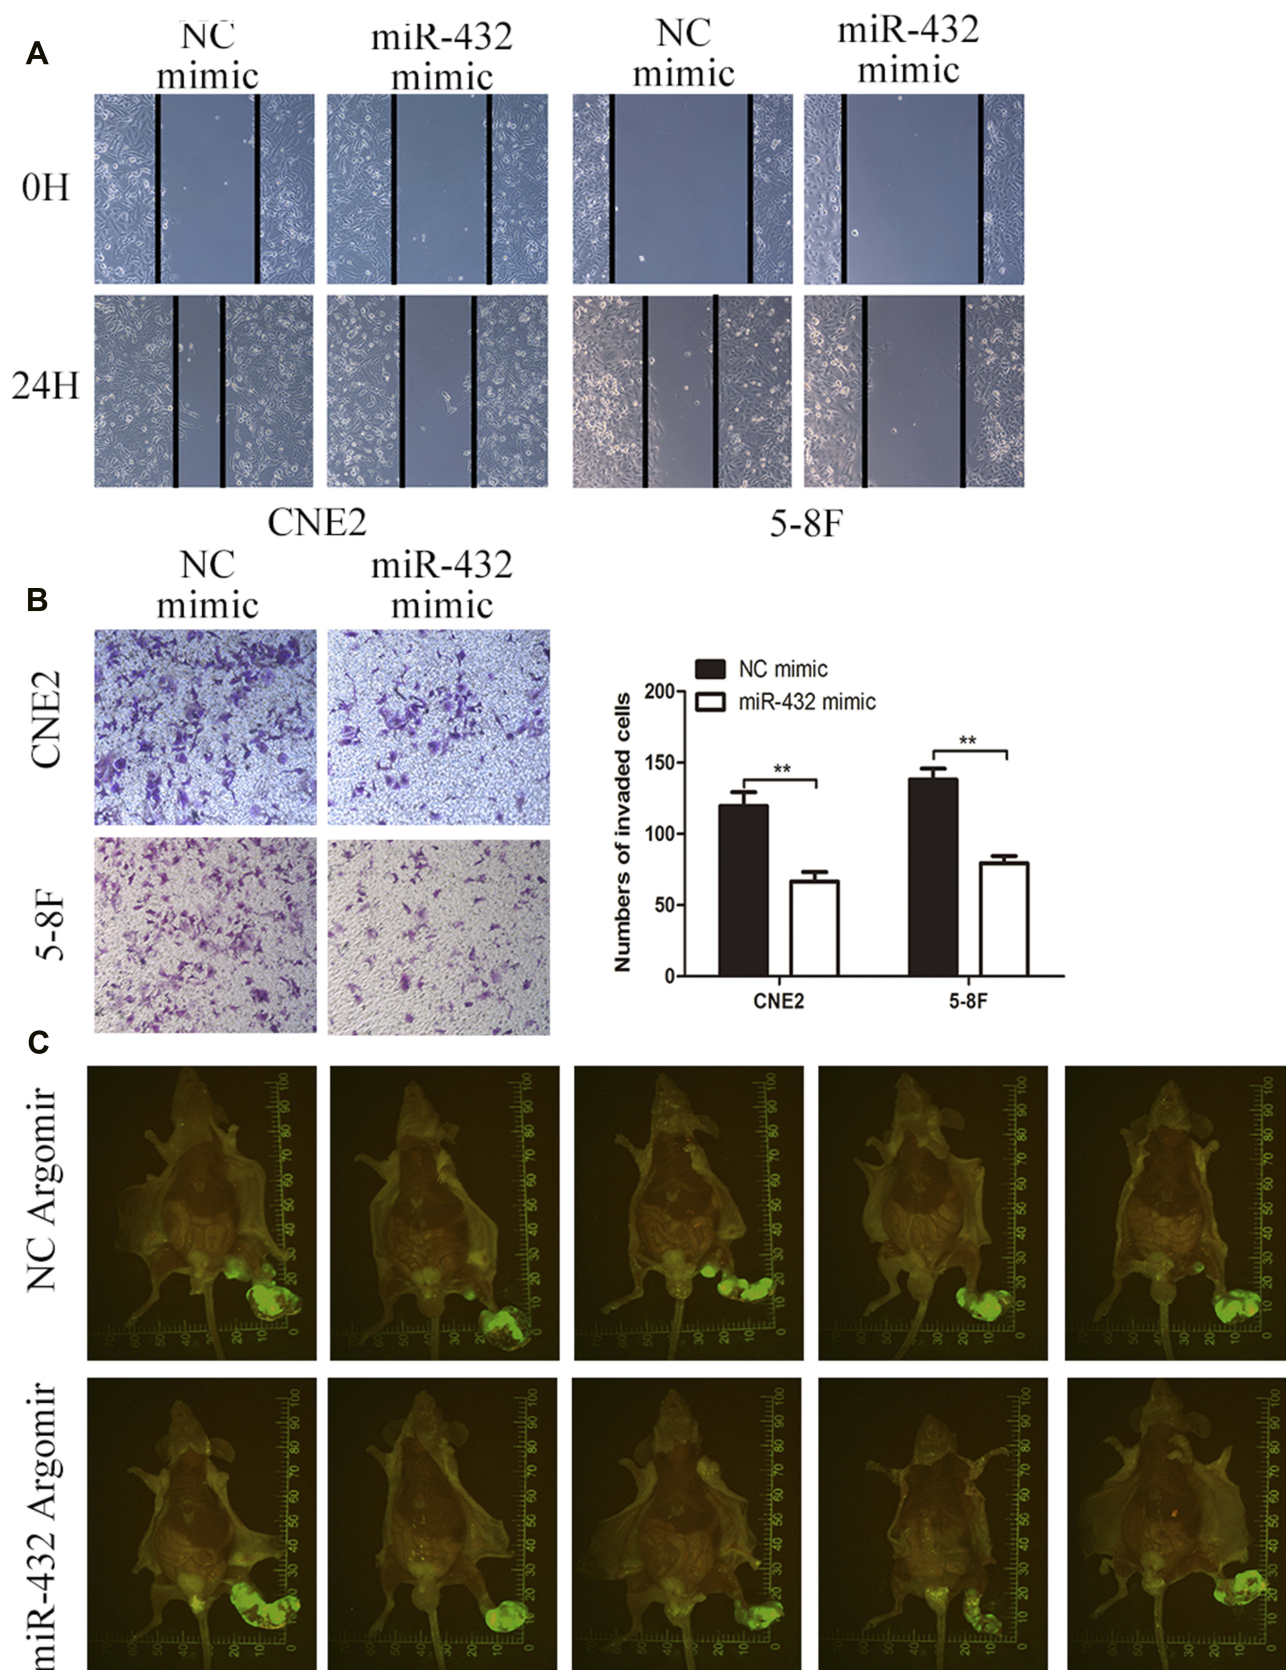 A
NC
mimic
miR-432
mimic
NC
mimic
miR-432
mimic
0H
24H
CNE2
5-8F
B
NC
mimic
miR-432
mimic
CNE2
5-8F
NC mimic
miR-432 mimic
Numbers of invaded cells
200
150
100
50
0
**
**
CNE2
5-8F
C
NC Argomir
miR-432 Argomir